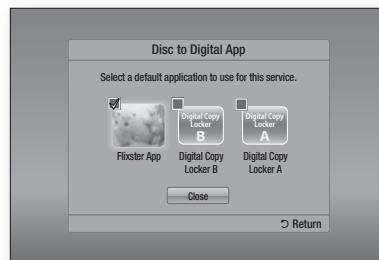 Disc to Digital App
Select a default application to use for this service.
Digital Copy
Locker
B
Digital Copy
Locker
A
Flixster App
Digital Copy
Locker B
Digital Copy
Locker A
Close
Return